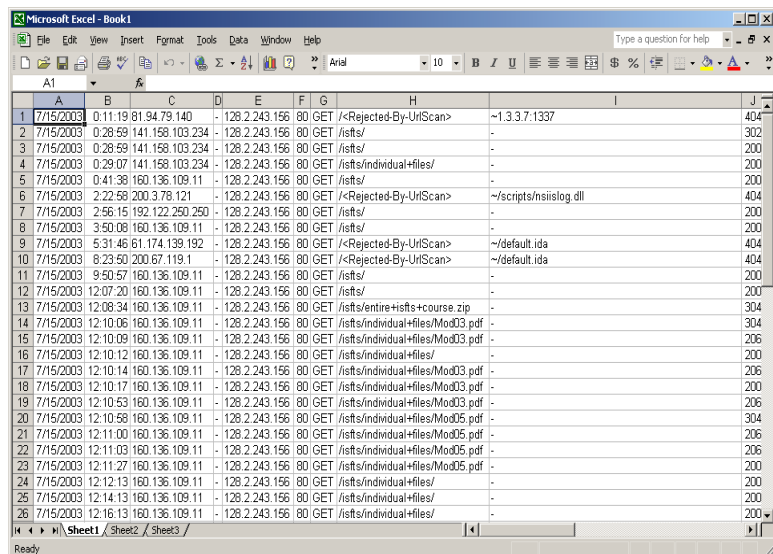 Microsoft Excel - Book1
File Edit View Insert Format Tools Data Window Help Type a question for help
Arial 10 B I U $ %
A1 fx
A B C D E F G H I J
1 7/15/2003 0:11:19 81.94.79.140 - 128.2.243.156 80 GET /<Rejected-By-UrlScan> ~1.3.3.7:1337 404
2 7/15/2003 0:28:59 141.158.103.234 - 128.2.243.156 80 GET /isfts/ - 302
3 7/15/2003 0:28:59 141.158.103.234 - 128.2.243.156 80 GET /isfts/ - 200
4 7/15/2003 0:29:07 141.158.103.234 - 128.2.243.156 80 GET /isfts/individual+files/ - 200
5 7/15/2003 0:41:38 160.136.109.11 - 128.2.243.156 80 GET /isfts/ - 200
6 7/15/2003 2:22:58 200.3.78.121 - 128.2.243.156 80 GET /<Rejected-By-UrlScan> ~/scripts/nsiislog.dll 404
7 7/15/2003 2:56:15 192.122.250.250 - 128.2.243.156 80 GET /isfts/ - 200
8 7/15/2003 3:50:08 160.136.109.11 - 128.2.243.156 80 GET /isfts/ - 200
9 7/15/2003 5:31:46 61.174.139.192 - 128.2.243.156 80 GET /<Rejected-By-UrlScan> ~/default.ida 404
10 7/15/2003 8:23:50 200.67.119.1 - 128.2.243.156 80 GET /<Rejected-By-UrlScan> ~/default.ida 404
11 7/15/2003 9:50:57 160.136.109.11 - 128.2.243.156 80 GET /isfts/ - 200
12 7/15/2003 12:07:20 160.136.109.11 - 128.2.243.156 80 GET /isfts/ - 200
13 7/15/2003 12:08:34 160.136.109.11 - 128.2.243.156 80 GET /isfts/entire+isfts+course.zip - 304
14 7/15/2003 12:10:06 160.136.109.11 - 128.2.243.156 80 GET /isfts/individual+files/Mod03.pdf - 304
15 7/15/2003 12:10:09 160.136.109.11 - 128.2.243.156 80 GET /isfts/individual+files/Mod03.pdf - 206
16 7/15/2003 12:10:12 160.136.109.11 - 128.2.243.156 80 GET /isfts/individual+files/ - 200
17 7/15/2003 12:10:14 160.136.109.11 - 128.2.243.156 80 GET /isfts/individual+files/Mod03.pdf - 206
18 7/15/2003 12:10:17 160.136.109.11 - 128.2.243.156 80 GET /isfts/individual+files/Mod03.pdf - 200
19 7/15/2003 12:10:53 160.136.109.11 - 128.2.243.156 80 GET /isfts/individual+files/Mod03.pdf - 206
20 7/15/2003 12:10:58 160.136.109.11 - 128.2.243.156 80 GET /isfts/individual+files/Mod05.pdf - 304
21 7/15/2003 12:11:00 160.136.109.11 - 128.2.243.156 80 GET /isfts/individual+files/Mod05.pdf - 206
22 7/15/2003 12:11:03 160.136.109.11 - 128.2.243.156 80 GET /isfts/individual+files/Mod05.pdf - 206
23 7/15/2003 12:11:27 160.136.109.11 - 128.2.243.156 80 GET /isfts/individual+files/Mod05.pdf - 206
24 7/15/2003 12:12:13 160.136.109.11 - 128.2.243.156 80 GET /isfts/individual+files/ - 200
25 7/15/2003 12:14:13 160.136.109.11 - 128.2.243.156 80 GET /isfts/individual+files/ - 200
26 7/15/2003 12:16:13 160.136.109.11 - 128.2.243.156 80 GET /isfts/individual+files/ - 200
Sheet1 Sheet2 Sheet3
Ready